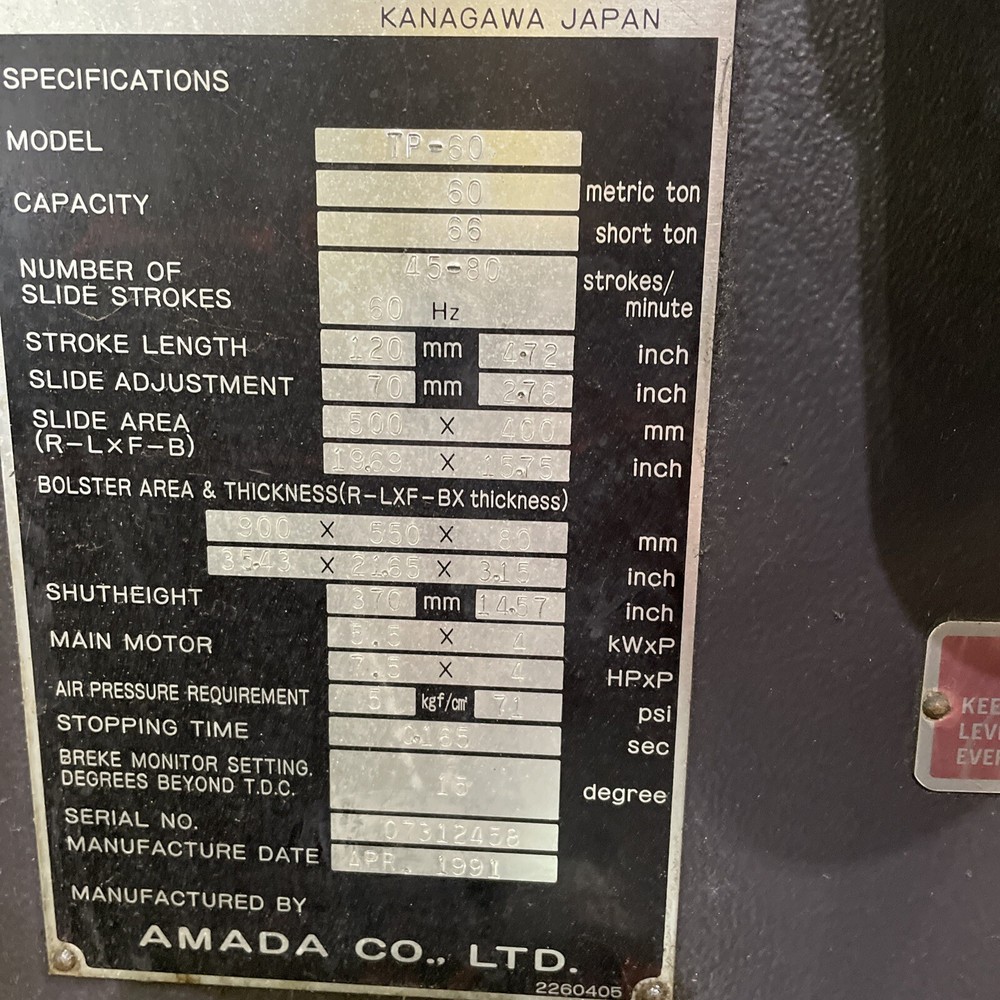 KANAGAWA JAPAN
SPECIFICATIONS
MODEL TP-60
CAPACITY 60 metric ton
66 short ton
NUMBER OF SLIDE STROKES 45-80 strokes/minute
60 Hz
STROKE LENGTH 120 mm 4.72 inch
SLIDE ADJUSTMENT 70 mm 2.76 inch
SLIDE AREA 500 X 400 mm
(R-LXF-B) 19.69 X 15.75 inch
BOLSTER AREA & THICKNESS(R-LXF-BX thickness)
900 X 550 X 80 mm
35.43 X 21.65 X 3.15 inch
SHUTHEIGHT 370 mm 14.57 inch
MAIN MOTOR 5.5 X 4 kWxP
7.5 X 4 HPxP
AIR PRESSURE REQUIREMENT 5 kgf/cm² 71 psi
STOPPING TIME 0.165 sec
BREKE MONITOR SETTING.
DEGREES BEYOND T.D.C. 15 degree
SERIAL NO. 07312458
MANUFACTURE DATE APR. 1991
MANUFACTURED BY
AMADA CO., LTD.
2260405